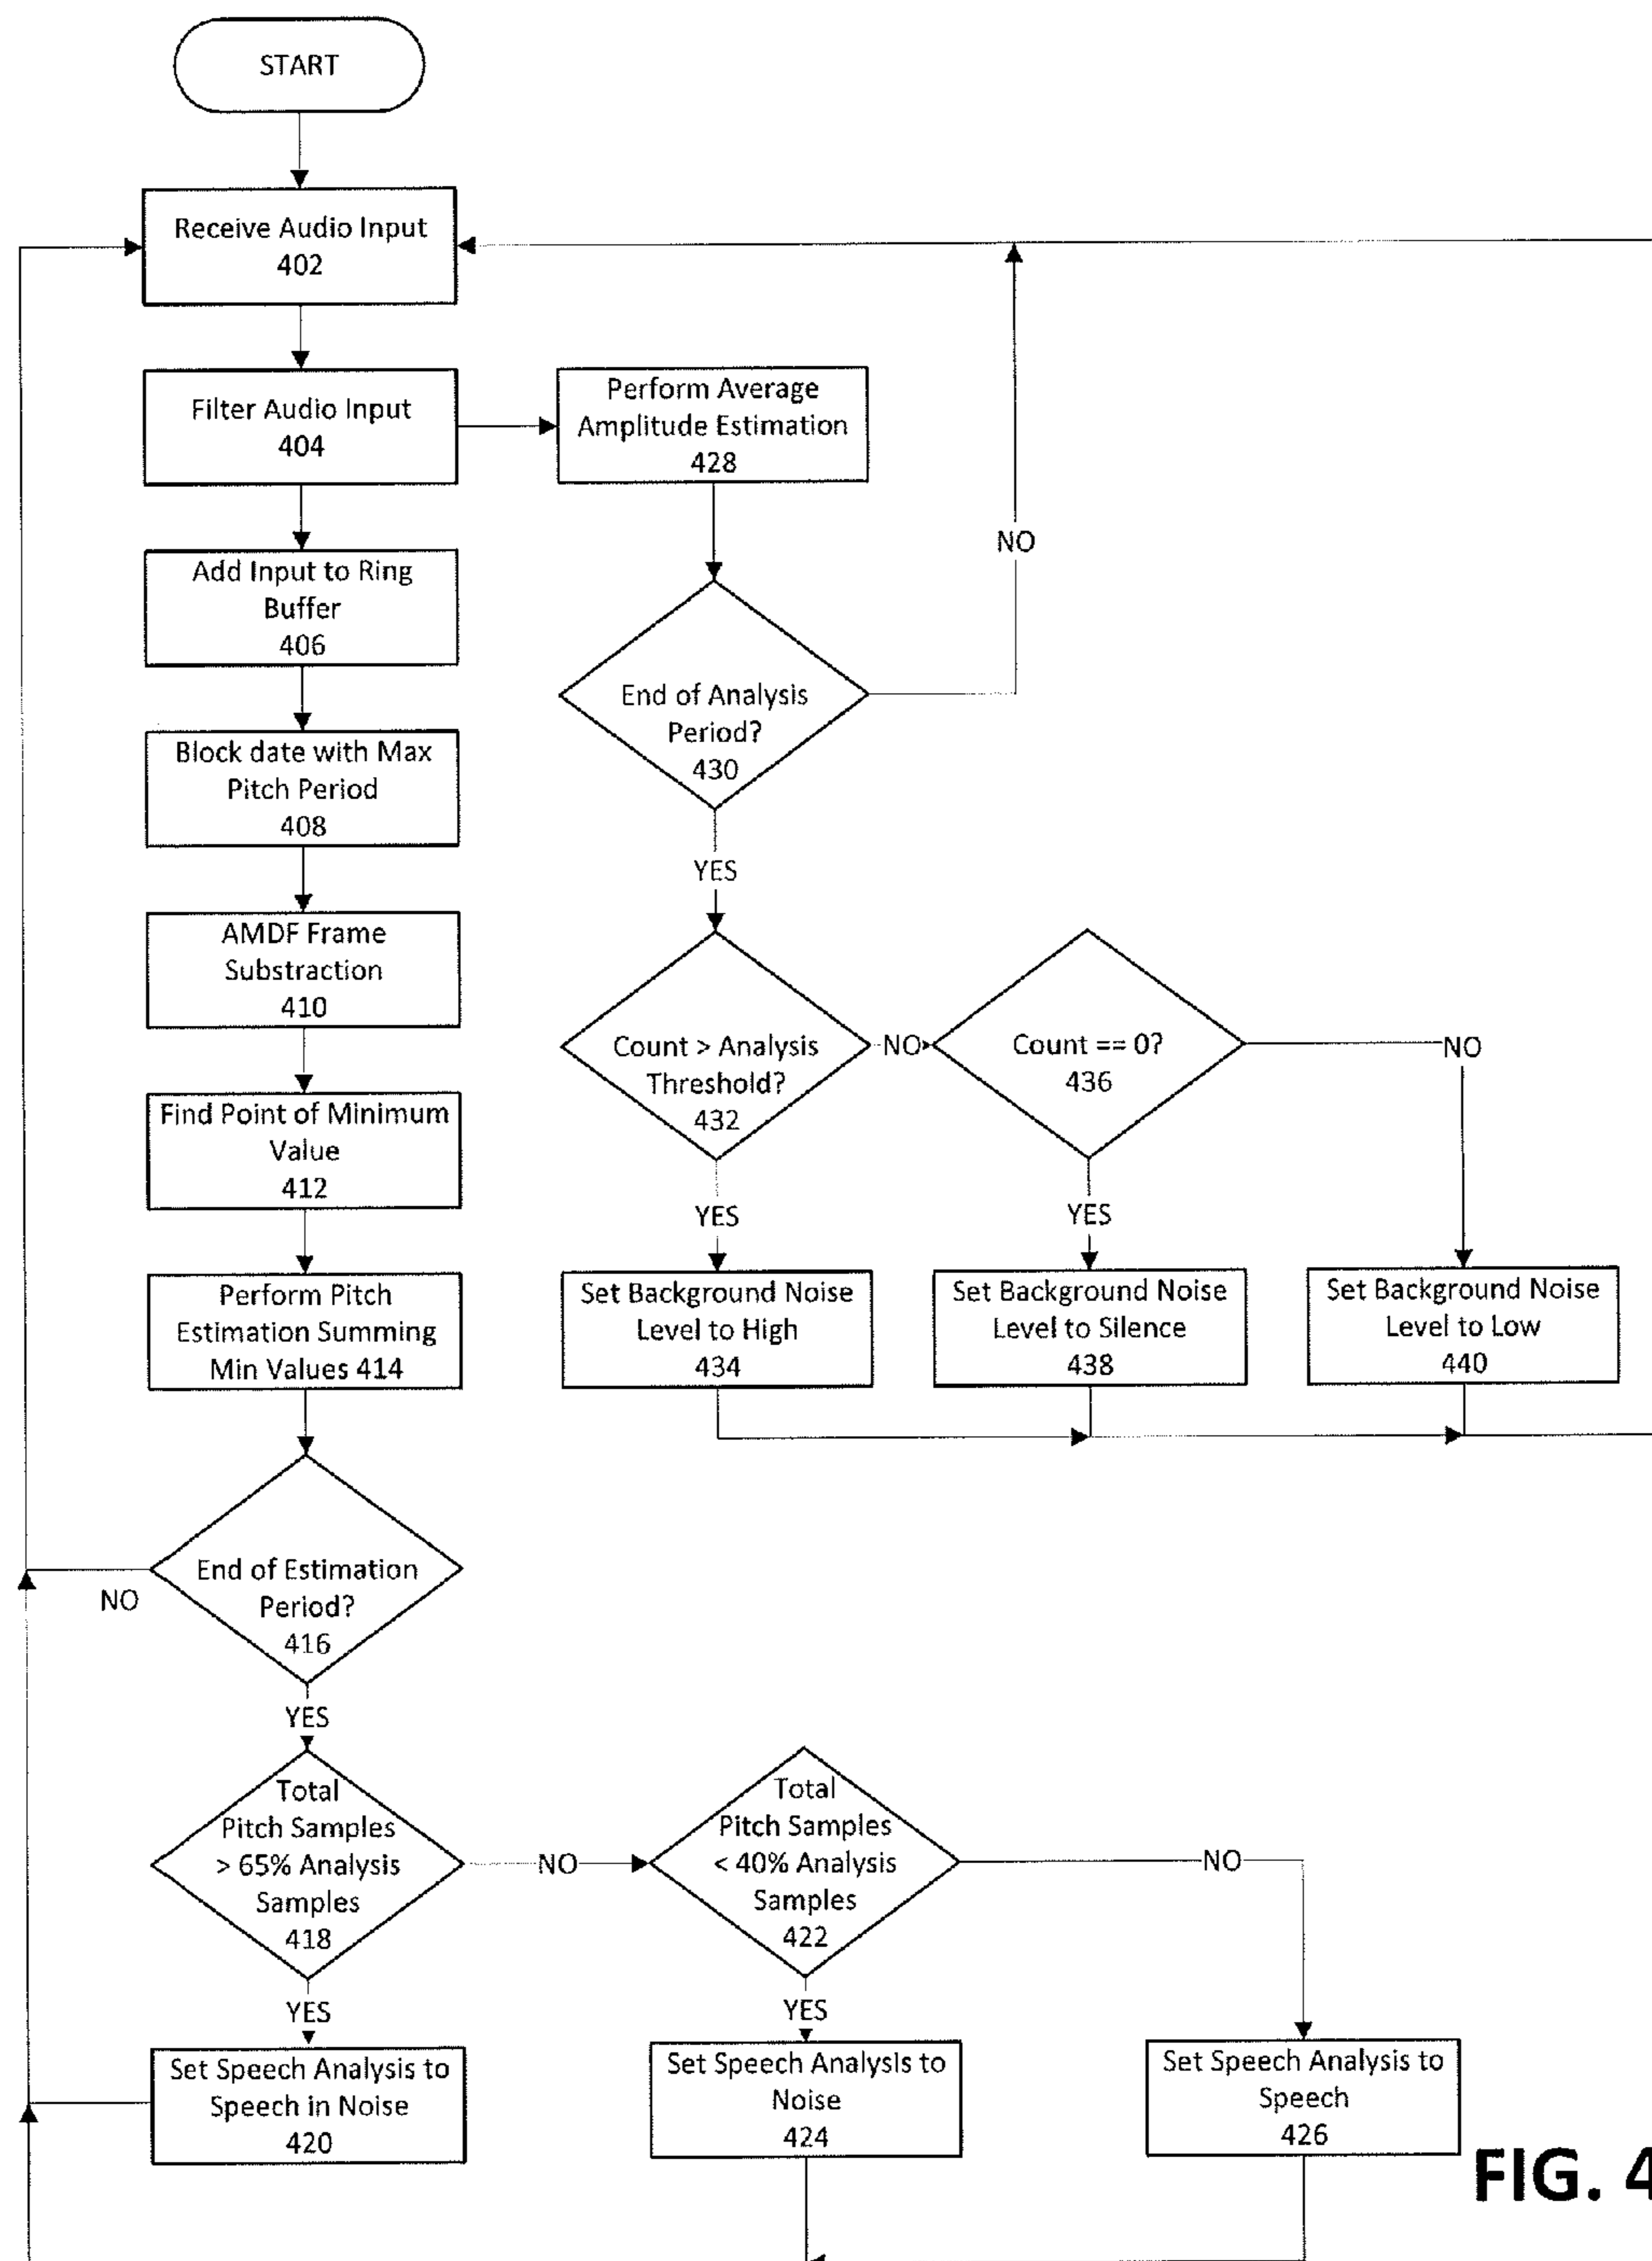 START
Receive Audio Input
402
Filter Audio Input
404
Perform Average
Amplitude Estimation
428
NO
Add Input to Ring
Buffer
406
End of Analysis
Period?
430
Block date with Max
Pitch Period
408
YES
AMDF Frame
Substraction
410
Count > Analysis
Threshold?
432
NO
Count == 0?
436
NO
Find Point of Minimum
Value
412
YES
YES
Perform Pitch
Estimation Summing
Min Values 414
Set Background Noise
Level to High
434
Set Background Noise
Level to Silence
438
Set Background Noise
Level to Low
440
End of Estimation
Period?
416
NO
YES
Total
Pitch Samples
> 65% Analysis
Samples
418
NO
Total
Pitch Samples
< 40% Analysis
Samples
422
NO
YES
YES
Set Speech Analysis to
Speech in Noise
420
Set Speech Analysis to
Noise
424
Set Speech Analysis to
Speech
426
FIG. 4